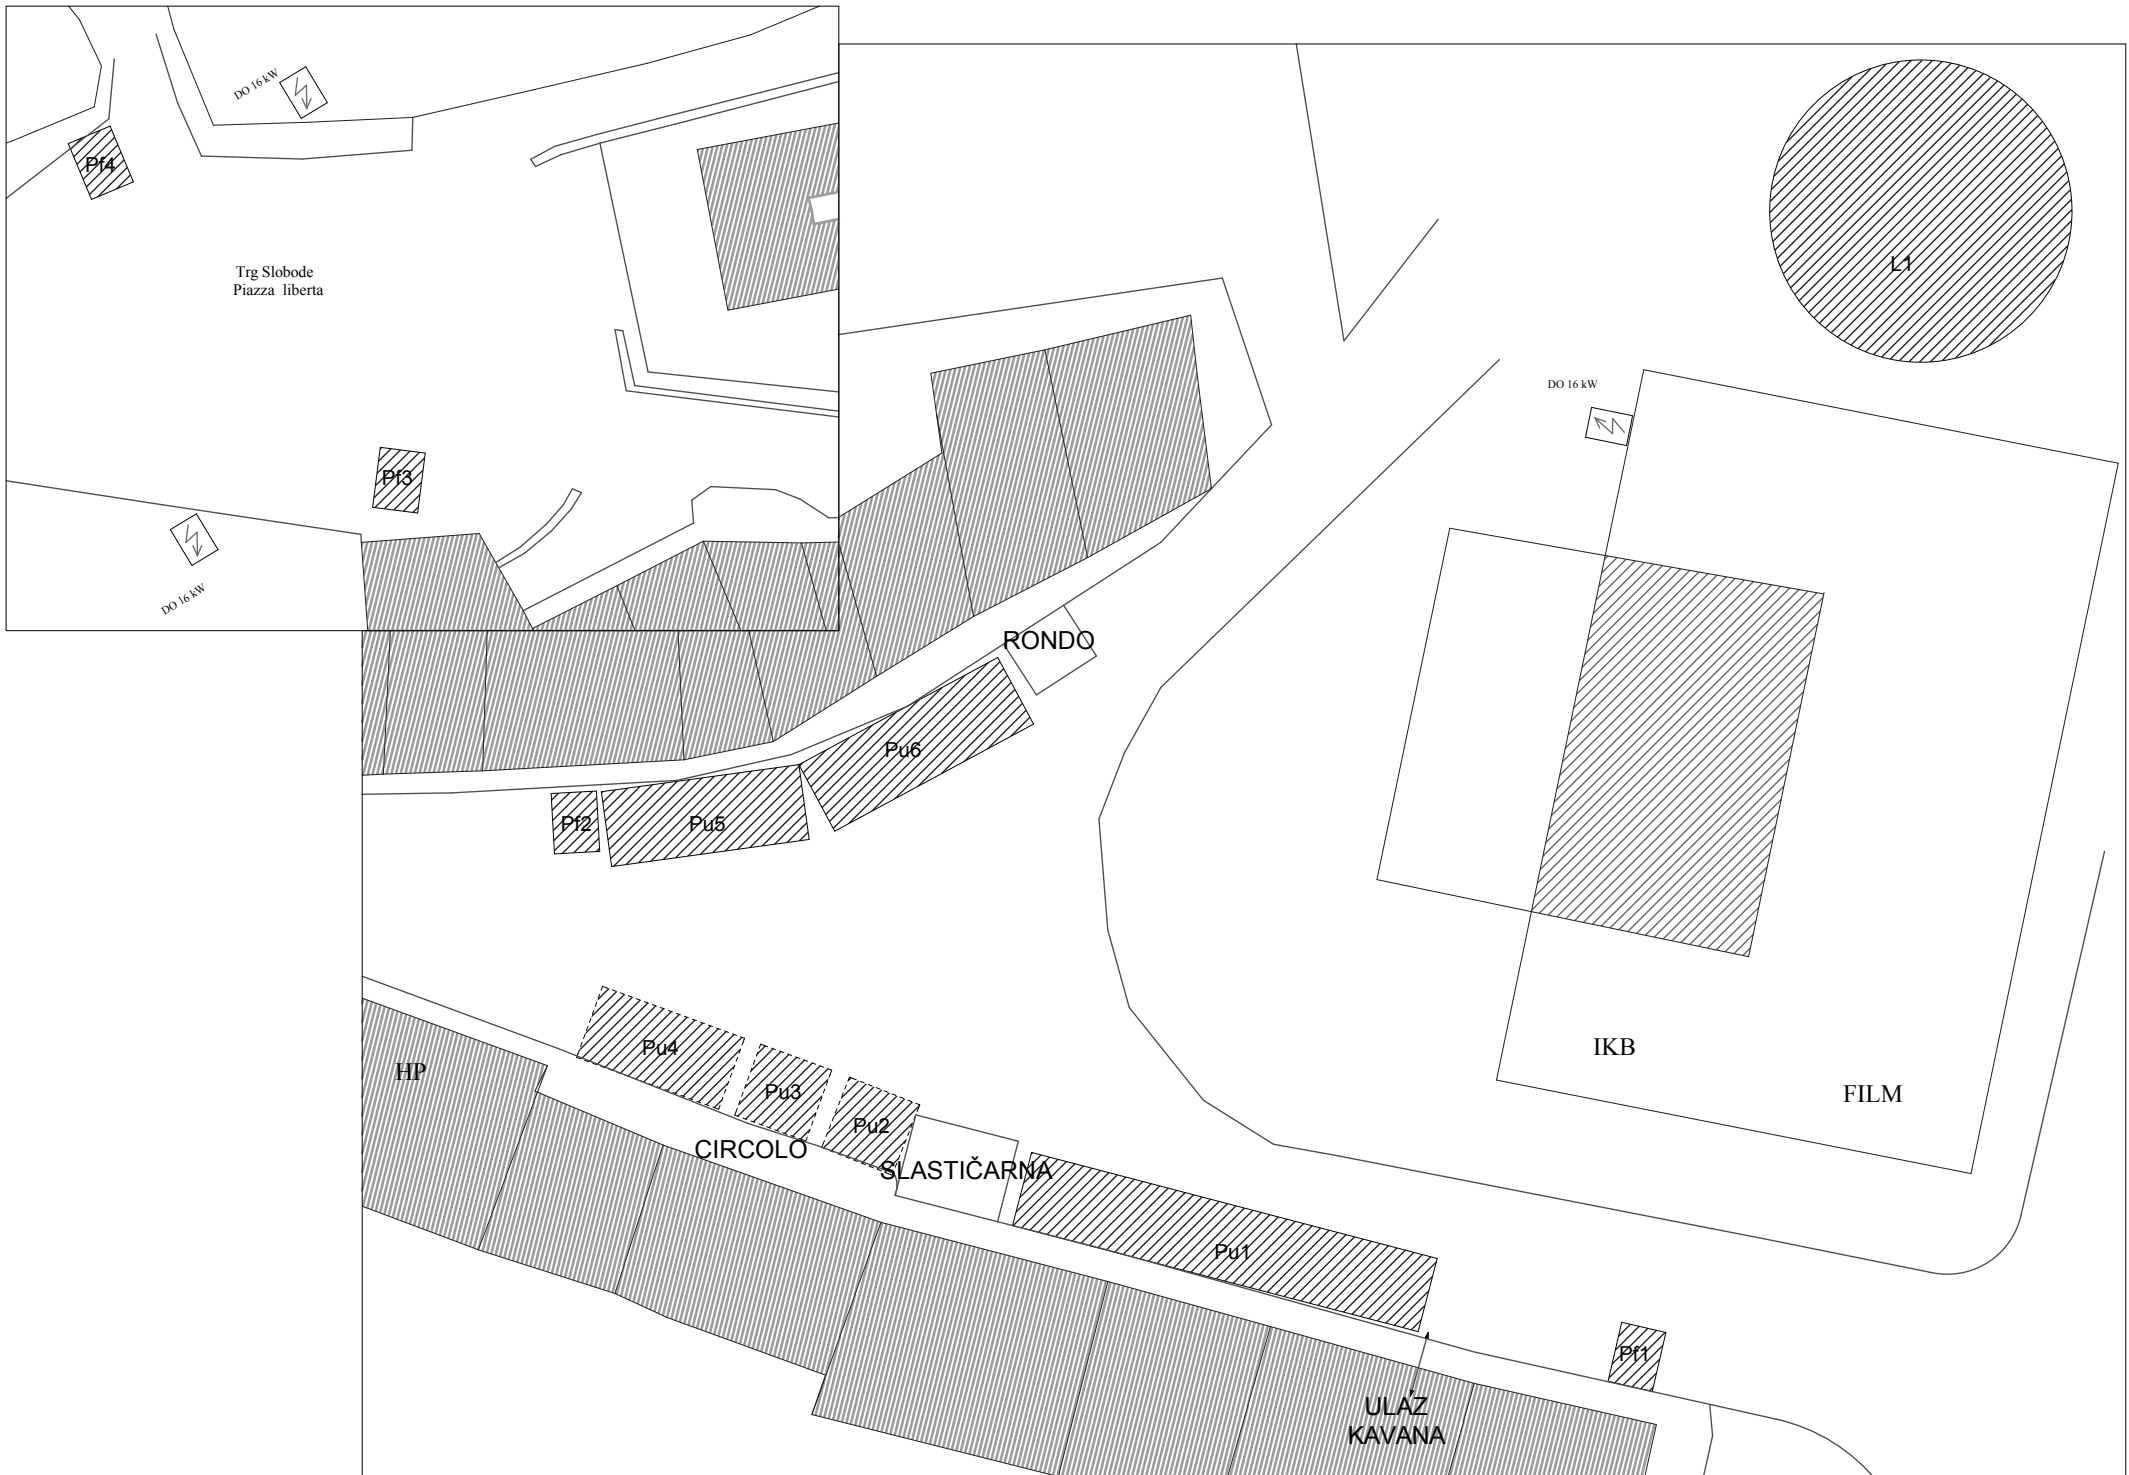 DO 16 kW
Pf4
Trg Slobode
Piazza liberta
L1
DO 16 kW
Pf3
DO 16 kW
RONDO
Pu6
Pf2
Pu5
Pu4
HP
Pu3
Pu2
CIRCOLO
SLASTIČARNA
IKB
FILM
Pu1
Pf1
ULAZ
KAVANA